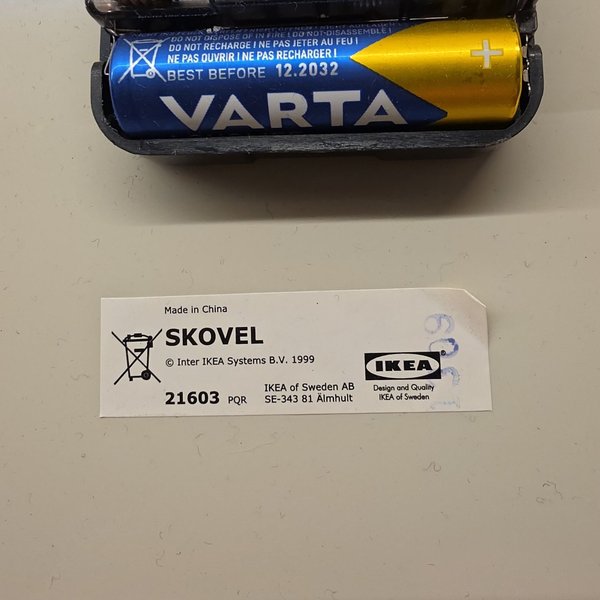 DO NOT DISPOSE OF IN FIRE ! DO NOT DISASSEMBLE !
DO NOT RECHARGE ! NE PAS JETER AU FEU !
NE PAS OUVRIR ! NE PAS RECHARGER !
BEST BEFORE 12.2032
VARTA
+
Made in China
SKOVEL
© Inter IKEA Systems B.V. 1999
21603 PQR
IKEA of Sweden AB
SE-343 81 Älmhult
IKEA®
Design and Quality
IKEA of Sweden